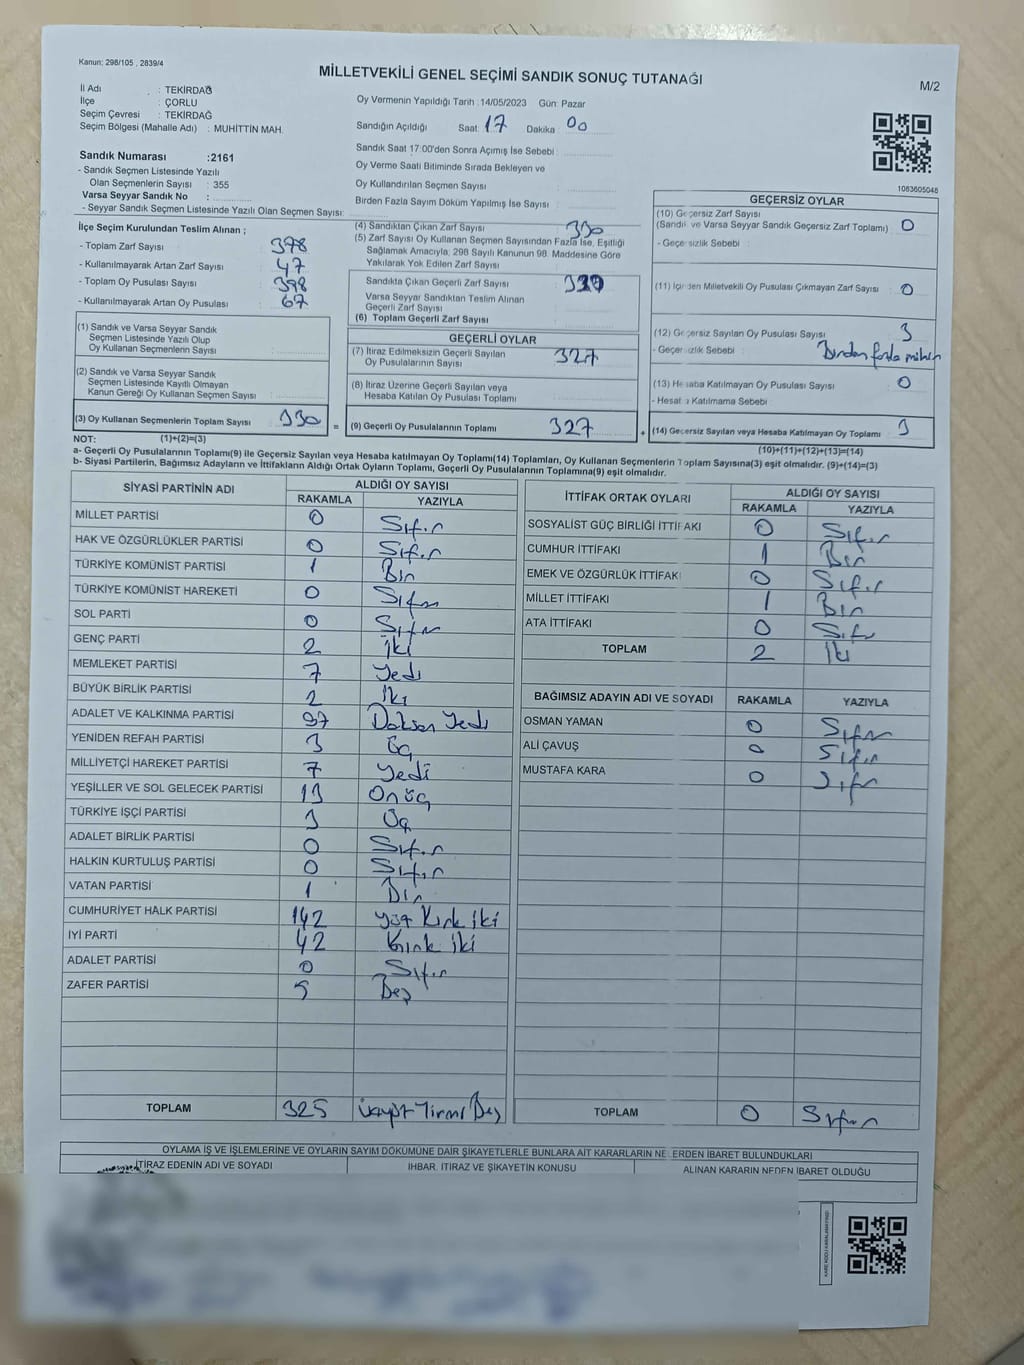 Kanun: 298/105 , 2839/4
MİLLETVEKİLİ GENEL SEÇİMİ SANDIK SONUÇ TUTANAĞI
M/2
İl Adı : TEKİRDAĞ
İlçe : ÇORLU
Seçim Çevresi : TEKİRDAĞ
Seçim Bölgesi (Mahalle Adı) : MUHİTTİN MAH.
Oy Vermenin Yapıldığı Tarih :14/05/2023 Gün: Pazar
Sandığın Açıldığı Saat: 17 Dakika 00
Sandık Saat 17:00'den Sonra Açımış İse Sebebi :
Oy Verme Saati Bitiminde Sırada Bekleyen ve
Oy Kullandırılan Seçmen Sayısı
Birden Fazla Sayım Döküm Yapılmış İse Sayısı :
Sandık Numarası :2161
- Sandık Seçmen Listesinde Yazılı
Olan Seçmenlerin Sayısı : 355
Varsa Seyyar Sandık No :
- Seyyar Sandık Seçmen Listesinde Yazılı Olan Seçmen Sayısı:
1083605048
İlçe Seçim Kurulundan Teslim Alınan ;
- Toplam Zarf Sayısı : 398
- Kullanılmayarak Artan Zarf Sayısı : 47
- Toplam Oy Pusulası Sayısı : 398
- Kullanılmayarak Artan Oy Pusulası : 67
(1) Sandık ve Varsa Seyyar Sandık
Seçmen Listesinde Yazılı Olup
Oy Kullanan Seçmenlerin Sayısı :
(2) Sandık ve Varsa Seyyar Sandık
Seçmen Listesinde Kayıtlı Olmayan
Kanun Gereği Oy Kullanan Seçmen Sayısı :
(3) Oy Kullanan Seçmenlerin Toplam Sayısı 330 =
(4) Sandıktan Çıkan Zarf Sayısı : 330
(5) Zarf Sayısı Oy Kullanan Seçmen Sayısından Fazla İse, Eşitliği
Sağlamak Amacıyla, 298 Sayılı Kanunun 98. Maddesine Göre
Yakılarak Yok Edilen Zarf Sayısı :
Sandıkta Çıkan Geçerli Zarf Sayısı :
Varsa Seyyar Sandıktan Teslim Alınan
Geçerli Zarf Sayısı :
(6) Toplam Geçerli Zarf Sayısı :
GEÇERLİ OYLAR
(7) İtiraz Edilmeksizin Geçerli Sayılan
Oy Pusulalarının Sayısı : 327
(8) İtiraz Üzerine Geçerli Sayılan veya
Hesaba Katılan Oy Pusulası Toplamı :
(9) Geçerli Oy Pusulalarının Toplamı 327 +
GEÇERSİZ OYLAR
(10) Geçersiz Zarf Sayısı
(Sandık ve Varsa Seyyar Sandık Geçersiz Zarf Toplamı) : 0
- Geçersizlik Sebebi :
(11) İçinden Milletvekili Oy Pusulası Çıkmayan Zarf Sayısı : 0
(12) Geçersiz Sayılan Oy Pusulası Sayısı : 3
- Geçersizlik Sebebi : Birden fazla mühür
(13) Hesaba Katılmayan Oy Pusulası Sayısı : 0
- Hesaba Katılmama Sebebi :
(14) Geçersiz Sayılan veya Hesaba Katılmayan Oy Toplamı : 3
NOT: (1)+(2)=(3)
(10)+(11)+(12)+(13)=(14)
a- Geçerli Oy Pusulalarının Toplamı(9) ile Geçersiz Sayılan veya Hesaba katılmayan Oy Toplamı(14) Toplamları, Oy Kullanan Seçmenlerin Toplam Sayısına(3) eşit olmalıdır. (9)+(14)=(3)
b- Siyasi Partilerin, Bağımsız Adayların ve İttifakların Aldığı Ortak Oyların Toplamı, Geçerli Oy Pusulalarının Toplamına(9) eşit olmalıdır.
SİYASİ PARTİNİN ADI ALDIĞI OY SAYISI
RAKAMLA YAZIYLA
MİLLET PARTİSİ 0 Sıfır
HAK VE ÖZGÜRLÜKLER PARTİSİ 0 Sıfır
TÜRKİYE KOMÜNİST PARTİSİ 1 Bir
TÜRKİYE KOMÜNİST HAREKETİ 0 Sıfır
SOL PARTİ 0 Sıfır
GENÇ PARTİ 2 İki
MEMLEKET PARTİSİ 7 Yedi
BÜYÜK BİRLİK PARTİSİ 2 İki
ADALET VE KALKINMA PARTİSİ 97 Doksan Yedi
YENİDEN REFAH PARTİSİ 3 Üç
MİLLİYETÇİ HAREKET PARTİSİ 7 Yedi
YEŞİLLER VE SOL GELECEK PARTİSİ 13 Onüç
TÜRKİYE İŞÇİ PARTİSİ 3 Üç
ADALET BİRLİK PARTİSİ 0 Sıfır
HALKIN KURTULUŞ PARTİSİ 0 Sıfır
VATAN PARTİSİ 1 Bir
CUMHURİYET HALK PARTİSİ 142 Yüz Kırk iki
İYİ PARTİ 42 Kırk iki
ADALET PARTİSİ 0 Sıfır
ZAFER PARTİSİ 5 Beş
TOPLAM 325 Üçyüz Yirmi Beş
İTTİFAK ORTAK OYLARI ALDIĞI OY SAYISI
RAKAMLA YAZIYLA
SOSYALİST GÜÇ BİRLİĞİ İTTİFAKI 0 Sıfır
CUMHUR İTTİFAKI 1 Bir
EMEK VE ÖZGÜRLÜK İTTİFAKI 0 Sıfır
MİLLET İTTİFAKI 1 Bir
ATA İTTİFAKI 0 Sıfır
TOPLAM 2 İki
BAĞIMSIZ ADAYIN ADI VE SOYADI RAKAMLA YAZIYLA
OSMAN YAMAN 0 Sıfır
ALİ ÇAVUŞ 0 Sıfır
MUSTAFA KARA 0 Sıfır
TOPLAM 0 Sıfır
OYLAMA İŞ VE İŞLEMLERİNE VE OYLARIN SAYIM DÖKÜMÜNE DAİR ŞİKAYETLERLE BUNLARA AİT KARARLARIN NELERDEN İBARET BULUNDUKLARI
İTİRAZ EDENİN ADI VE SOYADI İHBAR, İTİRAZ VE ŞİKAYETİN KONUSU ALINAN KARARIN NEDEN İBARET OLDUĞU